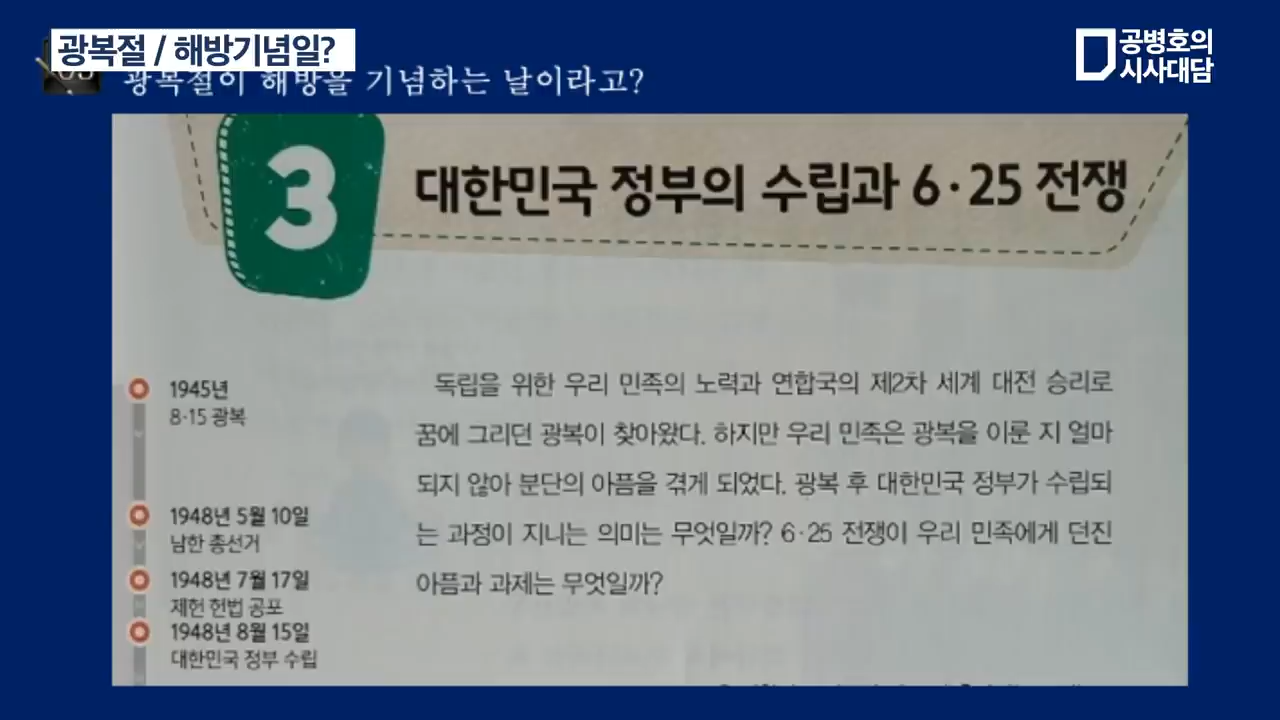 광복절 / 해방기념일?
공병호의
시사대담
광복절이 해방을 기념하는 날이라고?
3
대한민국 정부의 수립과 6·25 전쟁
1945년
8·15 광복
1948년 5월 10일
남한 총선거
1948년 7월 17일
제헌 헌법 공포
1948년 8월 15일
대한민국 정부 수립
독립을 위한 우리 민족의 노력과 연합국의 제2차 세계 대전 승리로
꿈에 그리던 광복이 찾아왔다. 하지만 우리 민족은 광복을 이룬 지 얼마
되지 않아 분단의 아픔을 겪게 되었다. 광복 후 대한민국 정부가 수립되
는 과정이 지니는 의미는 무엇일까? 6·25 전쟁이 우리 민족에게 던진
아픔과 과제는 무엇일까?